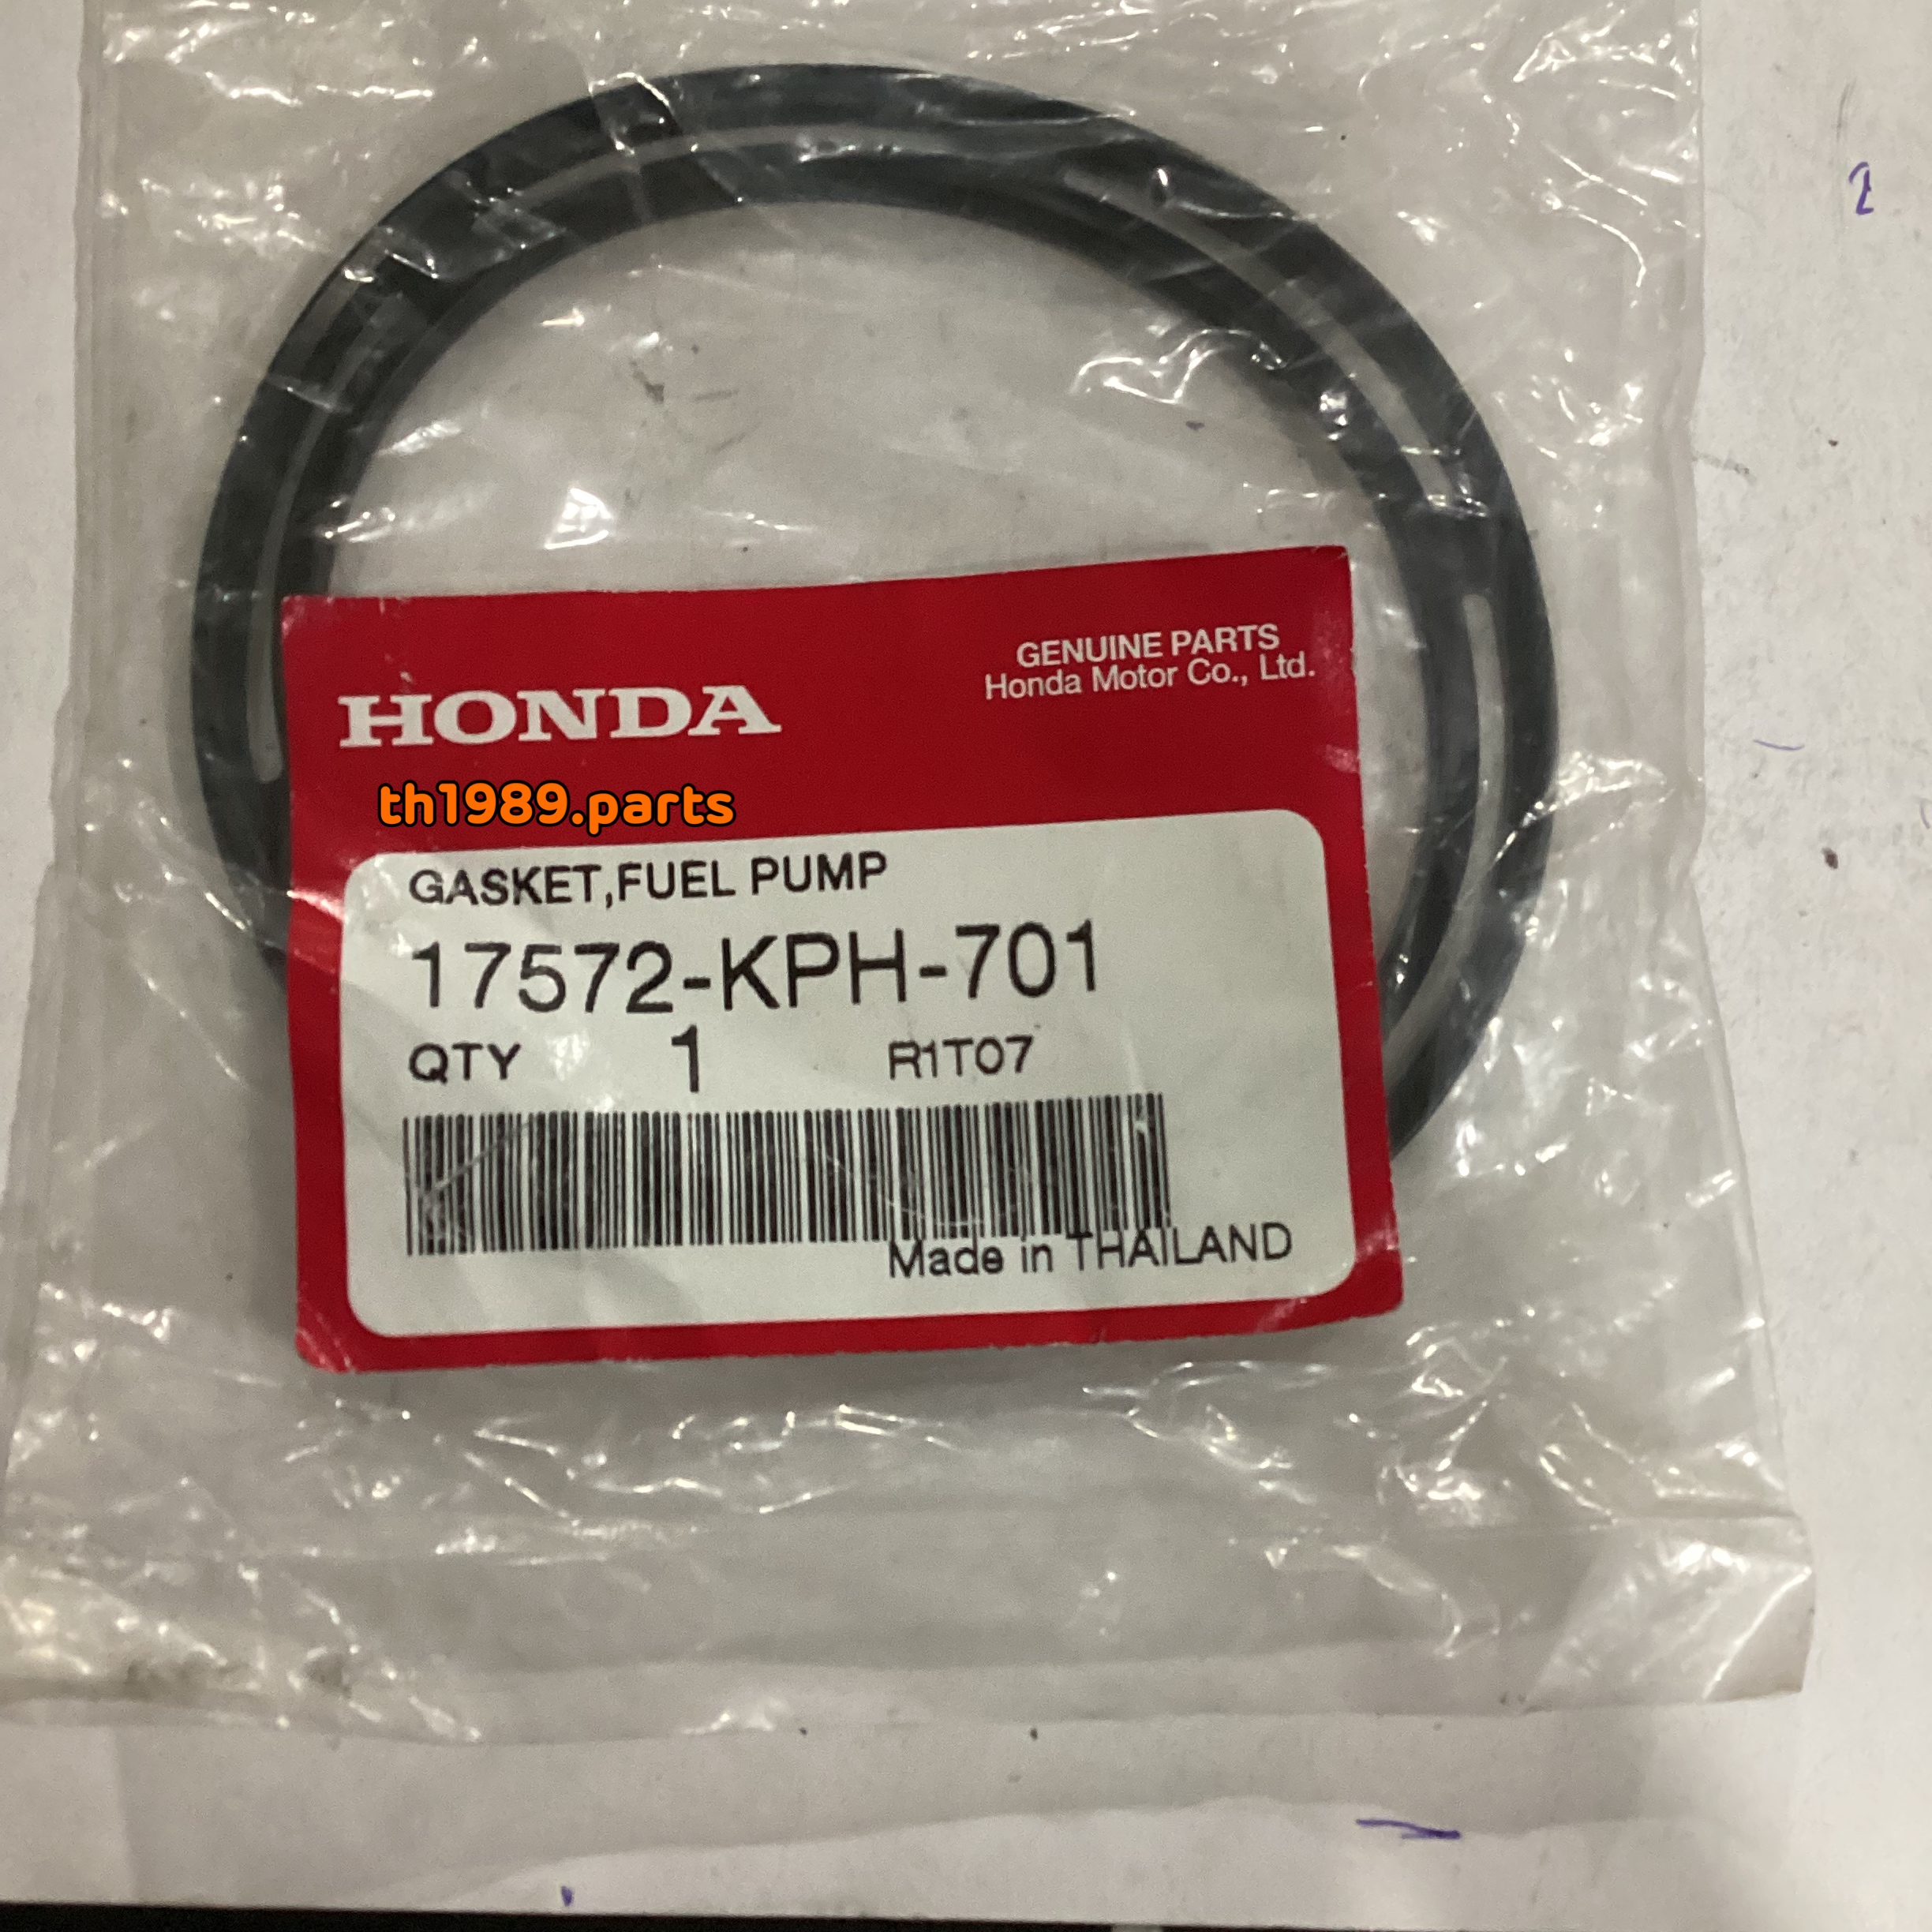 2
GENUINE PARTS
Honda Motor Co., Ltd.
HONDA
th1989.parts
GASKET,FUEL PUMP
17572-KPH-701
QTY 1 R1T07
Made in THAILAND